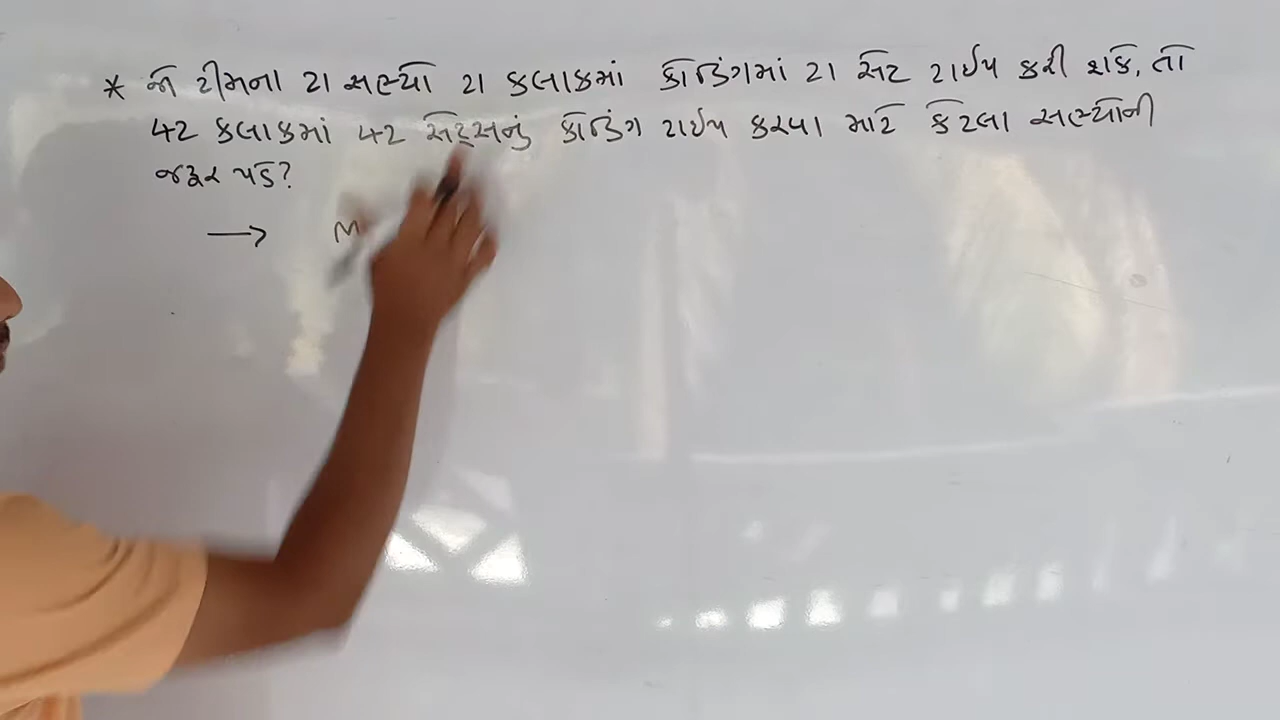 * જો ટીમના 21 સભ્યો 21 કલાકમાં કોડિંગમાં 21 સેટ ટાઈપ કરી શકે, તો
42 કલાકમાં 42 સેટ્સનું કોડિંગ ટાઈપ કરવા માટે કેટલા સભ્યોની
જરૂર પડે?
→ M